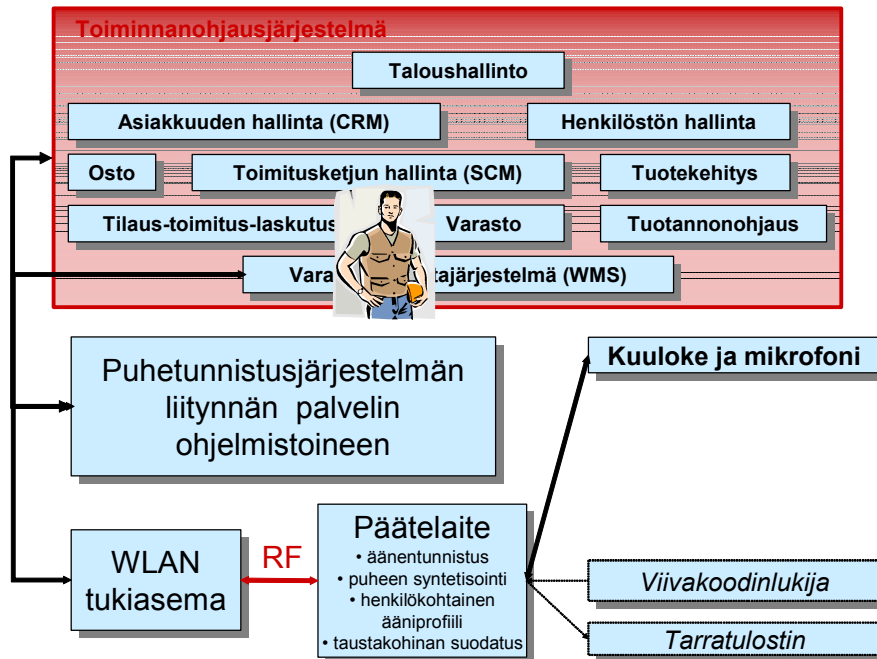 Toiminnanohjausjärjestelmä
Taloushallinto
Asiakkuuden hallinta (CRM)
Henkilöstön hallinta
Osto
Toimitusketjun hallinta (SCM)
Tuotekehitys
Tilaus-toimitus-laskutus
Varasto
Tuotannonohjaus
Vara tajärjestelmä (WMS)
Puhetunnistusjärjestelmän
liitynnän palvelin
ohjelmistoineen
Kuuloke ja mikrofoni
WLAN
tukiasema
RF
Päätelaite
• äänentunnistus
• puheen syntetisointi
• henkilökohtainen
ääniprofiili
• taustakohinan suodatus
Viivakoodinlukija
Tarratulostin